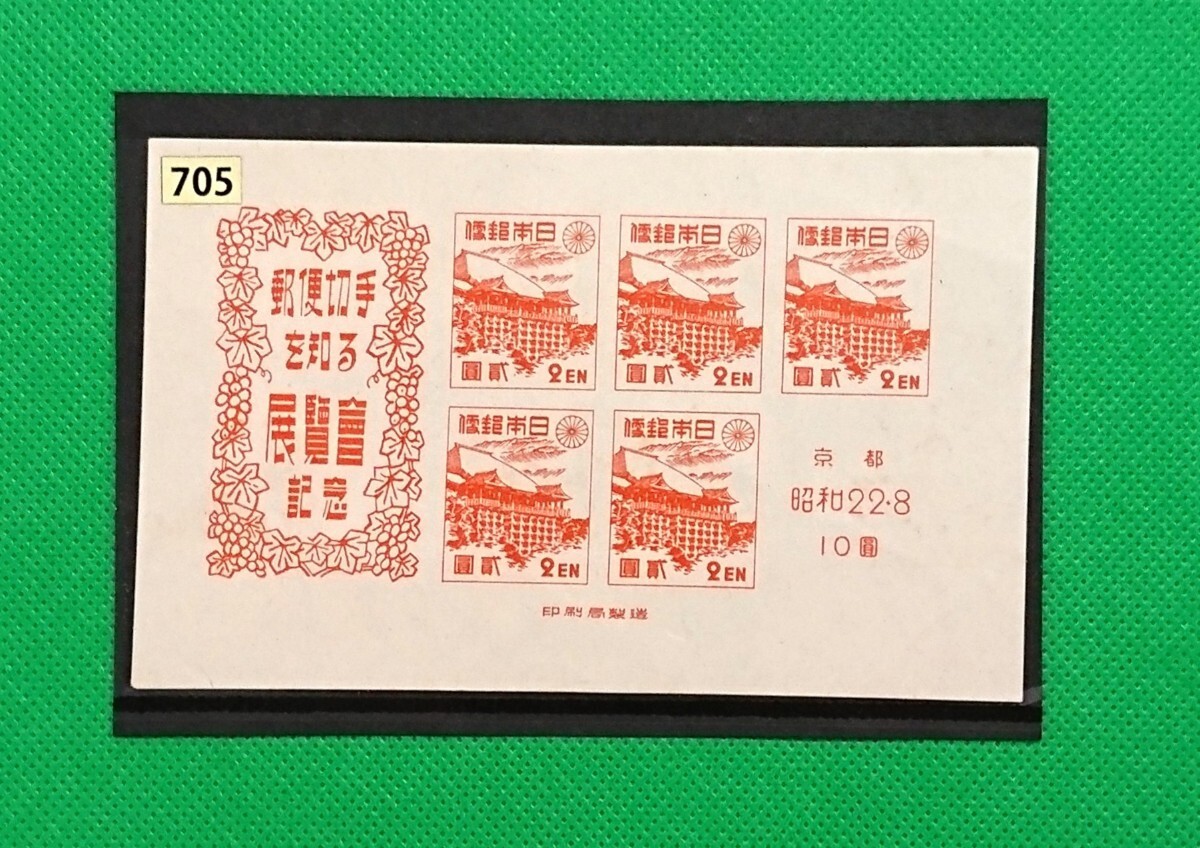 705
郵便切手
を知る
展覽會
記念
便郵本日
圓貳 2EN
便郵本日
圓貳 2EN
便郵本日
圓貳 2EN
便郵本日
圓貳 2EN
便郵本日
圓貳 2EN
京都
昭和22.8
10圓
印刷局製造